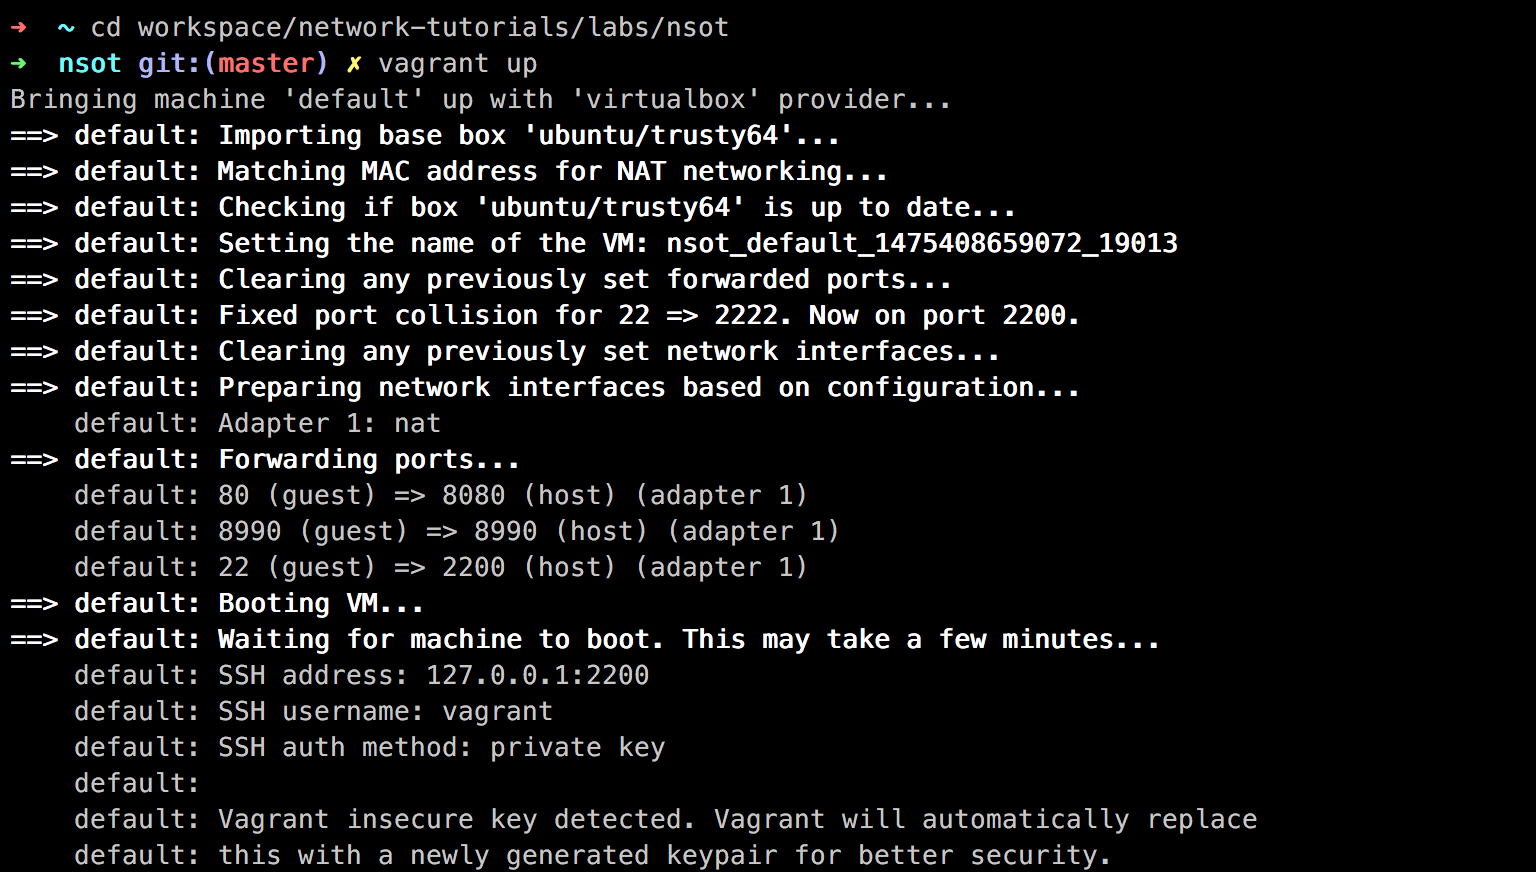 ➜  ~ cd workspace/network-tutorials/labs/nsot
➜  nsot git:(master) ✗ vagrant up
Bringing machine 'default' up with 'virtualbox' provider...
==> default: Importing base box 'ubuntu/trusty64'...
==> default: Matching MAC address for NAT networking...
==> default: Checking if box 'ubuntu/trusty64' is up to date...
==> default: Setting the name of the VM: nsot_default_1475408659072_19013
==> default: Clearing any previously set forwarded ports...
==> default: Fixed port collision for 22 => 2222. Now on port 2200.
==> default: Clearing any previously set network interfaces...
==> default: Preparing network interfaces based on configuration...
    default: Adapter 1: nat
==> default: Forwarding ports...
    default: 80 (guest) => 8080 (host) (adapter 1)
    default: 8990 (guest) => 8990 (host) (adapter 1)
    default: 22 (guest) => 2200 (host) (adapter 1)
==> default: Booting VM...
==> default: Waiting for machine to boot. This may take a few minutes...
    default: SSH address: 127.0.0.1:2200
    default: SSH username: vagrant
    default: SSH auth method: private key
    default:
    default: Vagrant insecure key detected. Vagrant will automatically replace
    default: this with a newly generated keypair for better security.